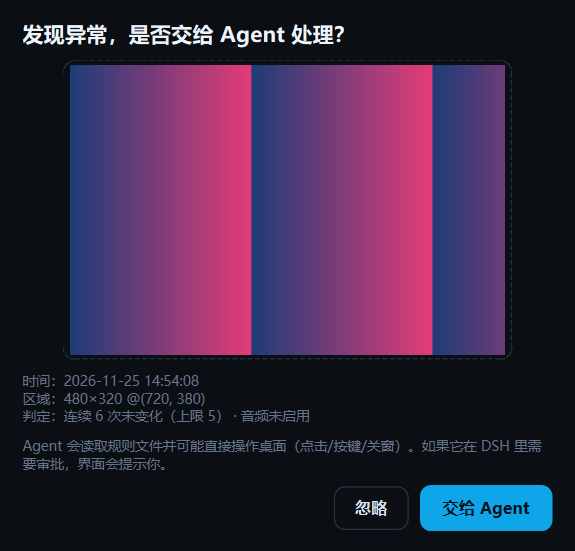 发现异常，是否交给 Agent 处理？
时间：2026-11-25 14:54:08
区域：480×320 @(720, 380)
判定：连续 6 次未变化（上限 5）· 音频未启用
Agent 会读取规则文件并可能直接操作桌面（点击/按键/关窗）。如果它在 DSH 里需
要审批，界面会提示你。
忽略
交给 Agent